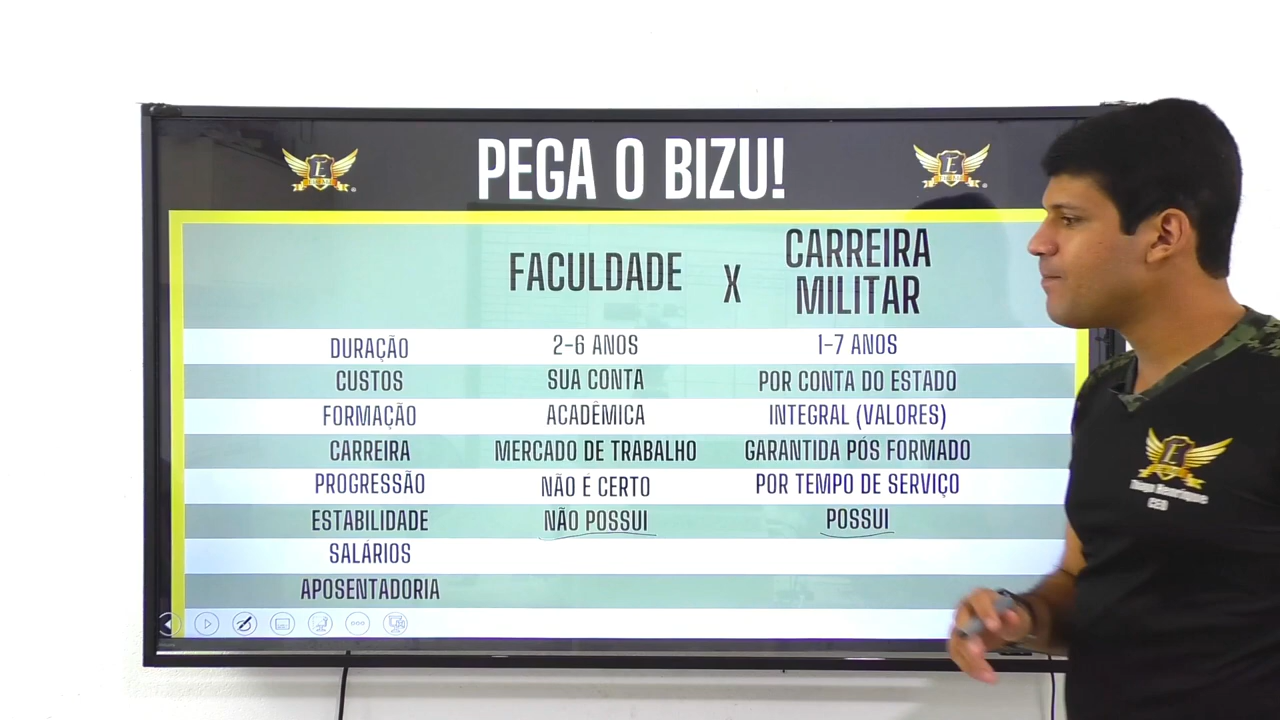 PEGA O BIZU!
FACULDADE X CARREIRA MILITAR
DURAÇÃO 2-6 ANOS 1-7 ANOS
CUSTOS SUA CONTA POR CONTA DO ESTADO
FORMAÇÃO ACADÊMICA INTEGRAL (VALORES)
CARREIRA MERCADO DE TRABALHO GARANTIDA PÓS FORMADO
PROGRESSÃO NÃO É CERTO POR TEMPO DE SERVIÇO
ESTABILIDADE NÃO POSSUI POSSUI
SALÁRIOS
APOSENTADORIA
Henrique
CEO